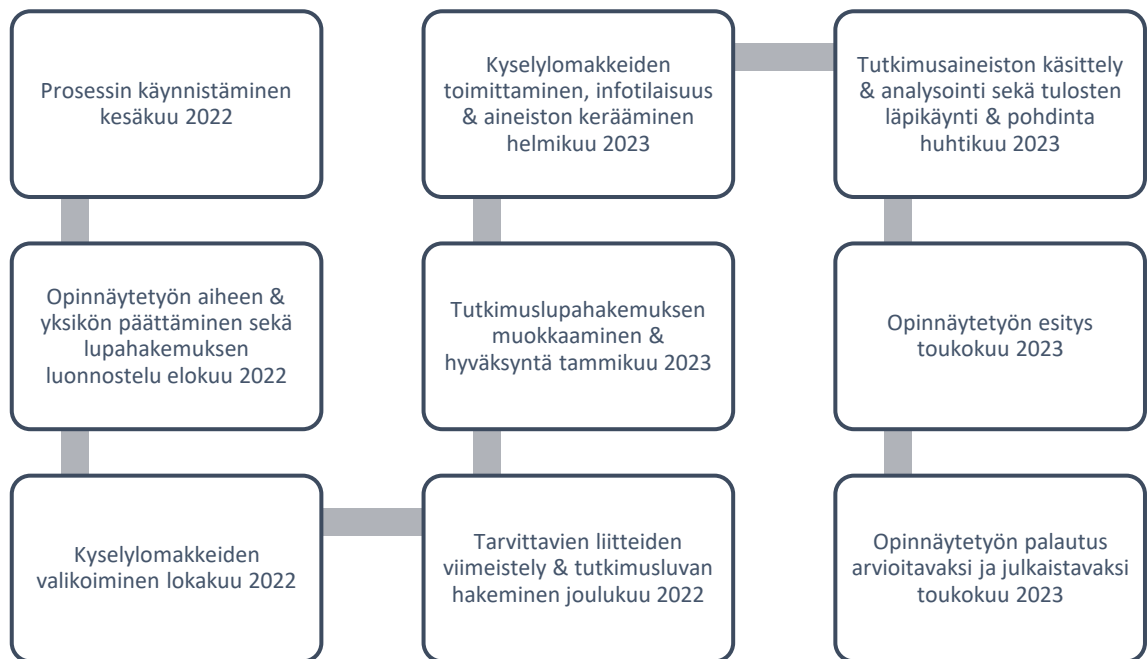 Prosessin käynnistäminen
kesäkuu 2022
Opinnäytetyön aiheen &
yksikön päättäminen sekä
lupahakemuksen
luonnostelu elokuu 2022
Kyselylomakkeiden
valikoiminen lokakuu 2022
Tarvittavien liitteiden
viimeistely & tutkimusluvan
hakeminen joulukuu 2022
Tutkimuslupahakemuksen
muokkaaminen &
hyväksyntä tammikuu 2023
Kyselylomakkeiden
toimittaminen, infotilaisuus
& aineiston kerääminen
helmikuu 2023
Tutkimusaineiston käsittely
& analysointi sekä tulosten
läpikäynti & pohdinta
huhtikuu 2023
Opinnäytetyön esitys
toukokuu 2023
Opinnäytetyön palautus
arvioitavaksi ja julkaistavaksi
toukokuu 2023